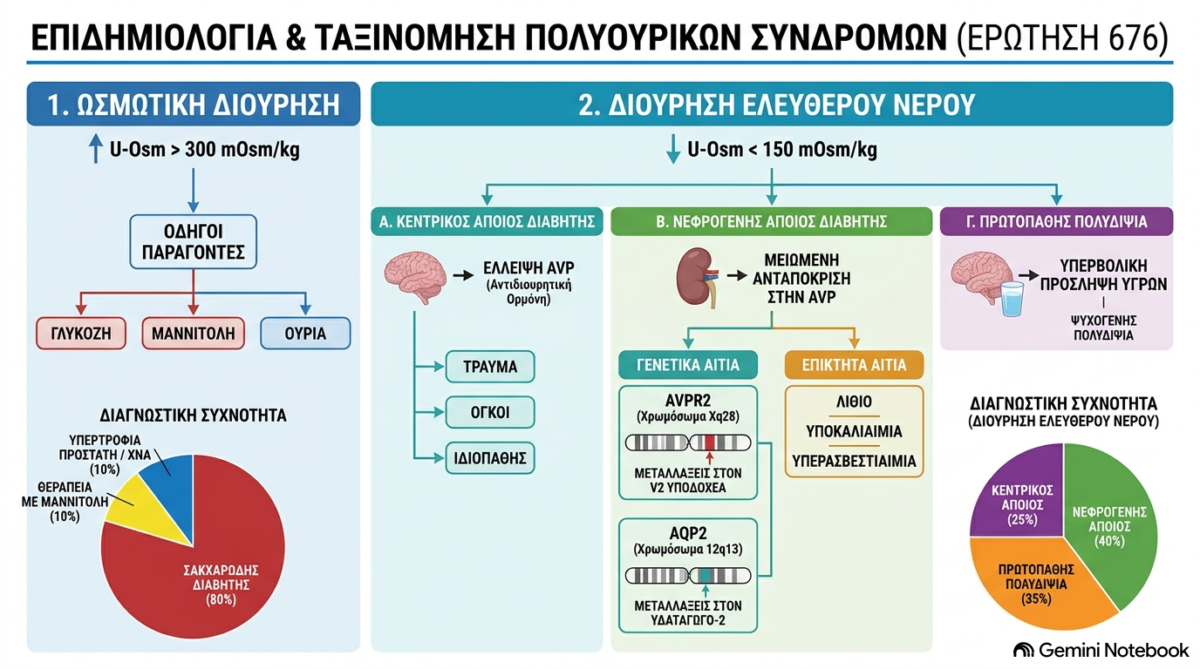 ΕΠΙΔΗΜΙΟΛΟΓΙΑ & ΤΑΞΙΝΟΜΗΣΗ ΠΟΛΥΟΥΡΙΚΩΝ ΣΥΝΔΡΟΜΩΝ (ΕΡΩΤΗΣΗ 676)
1. ΩΣΜΩΤΙΚΗ ΔΙΟΥΡΗΣΗ
U-Osm > 300 mOsm/kg
ΟΔΗΓΟΙ
ΠΑΡΑΓΟΝΤΕΣ
ΓΛΥΚΟΖΗ
ΜΑΝΝΙΤΟΛΗ
ΟΥΡΙΑ
ΔΙΑΓΝΩΣΤΙΚΗ ΣΥΧΝΟΤΗΤΑ
ΥΠΕΡΤΡΟΦΙΑ
ΠΡΟΣΤΑΤΗ / ΧΝΑ
(10%)
ΘΕΡΑΠΕΙΑ
ΜΕ ΜΑΝΝΙΤΟΛΗ
(10%)
ΣΑΚΧΑΡΩΔΗΣ
ΔΙΑΒΗΤΗΣ
(80%)
2. ΔΙΟΥΡΗΣΗ ΕΛΕΥΘΕΡΟΥ ΝΕΡΟΥ
U-Osm < 150 mOsm/kg
Α. ΚΕΝΤΡΙΚΟΣ ΑΠΟΙΟΣ ΔΙΑΒΗΤΗΣ
ΕΛΛΕΙΨΗ AVP
(Αντιδιουρητική
Ορμόνη)
ΤΡΑΥΜΑ
ΟΓΚΟΙ
ΙΔΙΟΠΑΘΗΣ
Β. ΝΕΦΡΟΓΕΝΗΣ ΑΠΟΙΟΣ ΔΙΑΒΗΤΗΣ
ΜΕΙΩΜΕΝΗ
ΑΝΤΑΠΟΚΡΙΣΗ
ΣΤΗΝ AVP
ΓΕΝΕΤΙΚΑ ΑΙΤΙΑ
AVPR2
(Χρωμόσωμα Xq28)
ΜΕΤΑΛΛΑΞΕΙΣ ΣΤΟΝ
V2 ΥΠΟΔΟΧΕΑ
AQP2
(Χρωμόσωμα 12q13)
ΜΕΤΑΛΛΑΞΕΙΣ ΣΤΟΝ
ΥΔΑΤΑΓΩΓΟ-2
ΕΠΙΚΤΗΤΑ ΑΙΤΙΑ
ΛΙΘΙΟ
ΥΠΟΚΑΛΙΑΙΜΙΑ
ΥΠΕΡΑΣΒΕΣΤΙΑΙΜΙΑ
Γ. ΠΡΩΤΟΠΑΘΗΣ ΠΟΛΥΔΙΨΙΑ
ΥΠΕΡΒΟΛΙΚΗ
ΠΡΟΣΛΗΨΗ ΥΓΡΩΝ
ΨΥΧΟΓΕΝΗΣ
ΠΟΛΥΔΙΨΙΑ
ΔΙΑΓΝΩΣΤΙΚΗ ΣΥΧΝΟΤΗΤΑ
(ΔΙΟΥΡΗΣΗ ΕΛΕΥΘΕΡΟΥ ΝΕΡΟΥ)
ΚΕΝΤΡΙΚΟΣ
ΑΠΟΙΟΣ
(25%)
ΝΕΦΡΟΓΕΝΗΣ
ΑΠΟΙΟΣ
(40%)
ΠΡΩΤΟΠΑΘΗΣ
ΠΟΛΥΔΙΨΙΑ
(35%)
Gemini Notebook